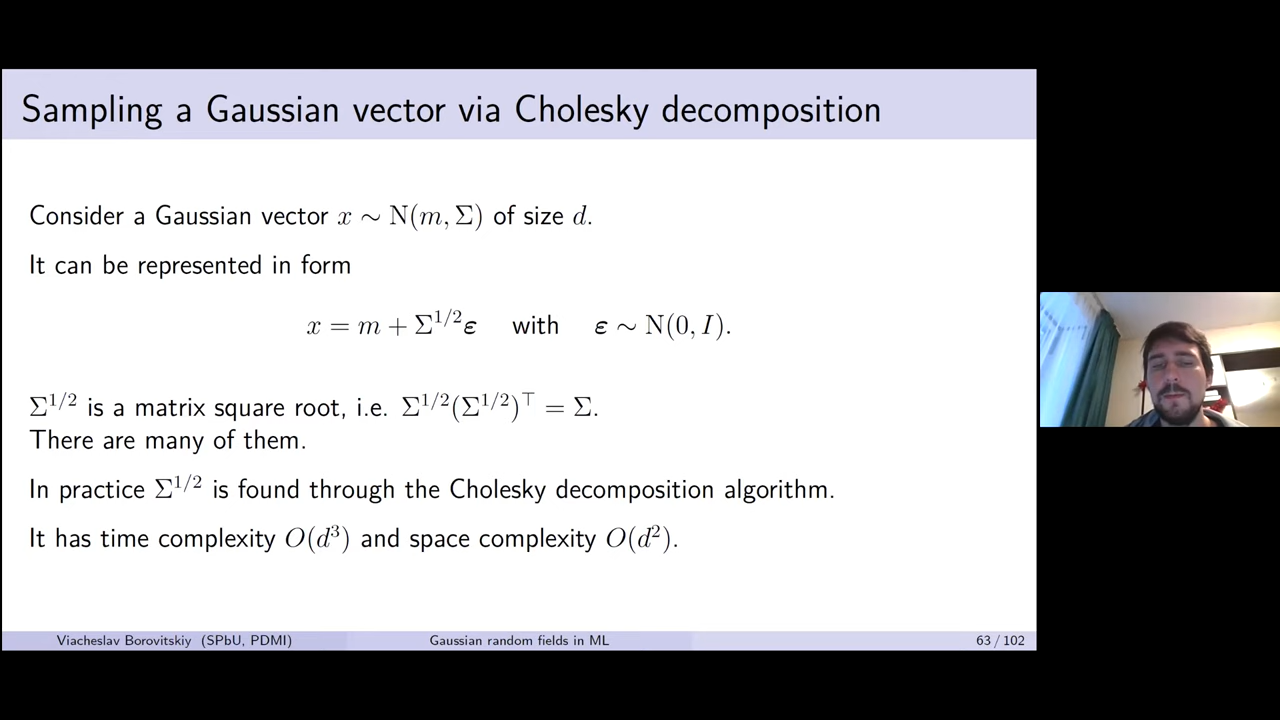 Sampling a Gaussian vector via Cholesky decomposition
Consider a Gaussian vector x ∼ N(m, Σ) of size d.
It can be represented in form
x = m + Σ^{1/2}ε with ε ∼ N(0, I).
Σ^{1/2} is a matrix square root, i.e. Σ^{1/2}(Σ^{1/2})^⊤ = Σ.
There are many of them.
In practice Σ^{1/2} is found through the Cholesky decomposition algorithm.
It has time complexity O(d^3) and space complexity O(d^2).
Viacheslav Borovitskiy (SPbU, PDMI) Gaussian random fields in ML 63 / 102